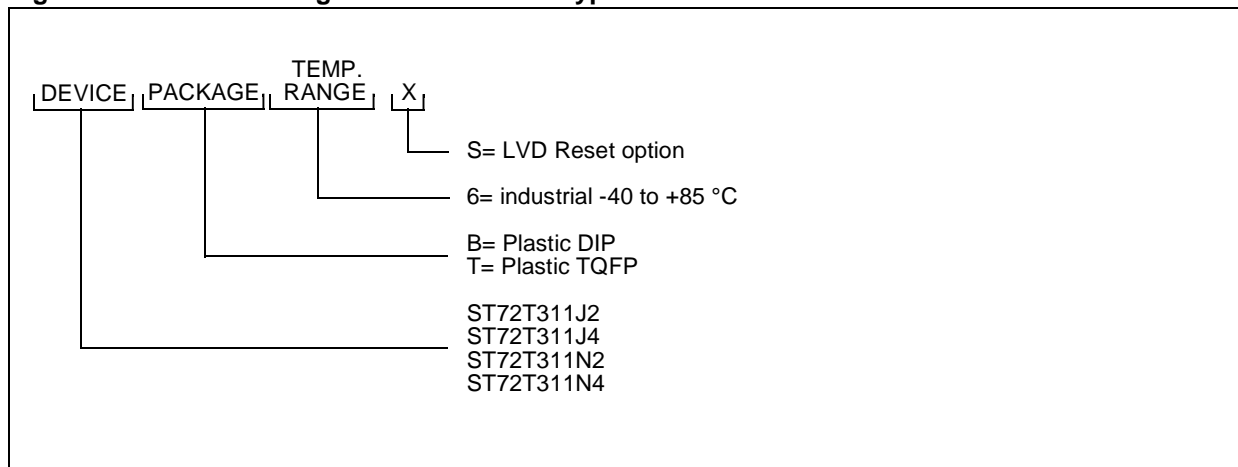 TEMP.
DEVICE PACKAGE RANGE X
S= LVD Reset option
6= industrial -40 to +85 °C
B= Plastic DIP
T= Plastic TQFP
ST72T311J2
ST72T311J4
ST72T311N2
ST72T311N4